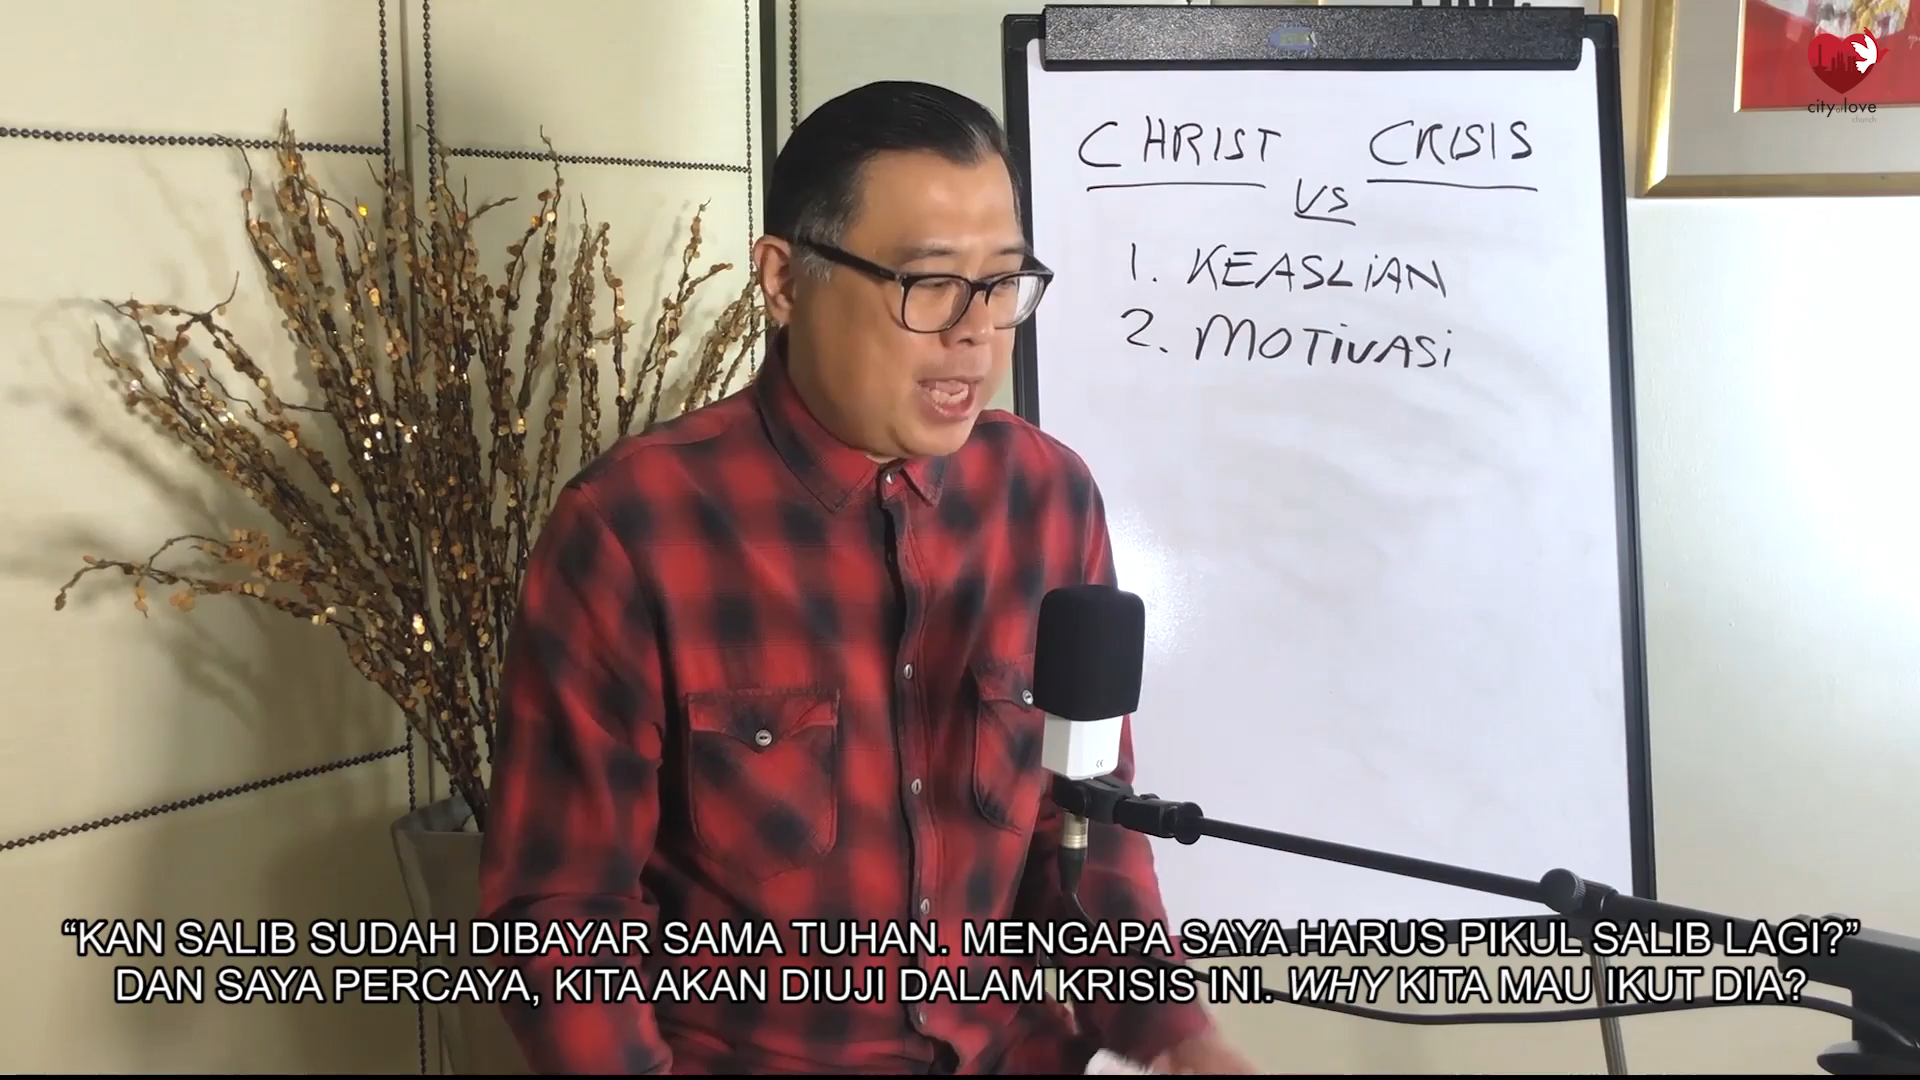 CHRIST CRISIS
VS
1. KEASLiAN
2. MOTiVASi
city of love
church
“KAN SALIB SUDAH DIBAYAR SAMA TUHAN. MENGAPA SAYA HARUS PIKUL SALIB LAGI?”
DAN SAYA PERCAYA, KITA AKAN DIUJI DALAM KRISIS INI. WHY KITA MAU IKUT DIA?